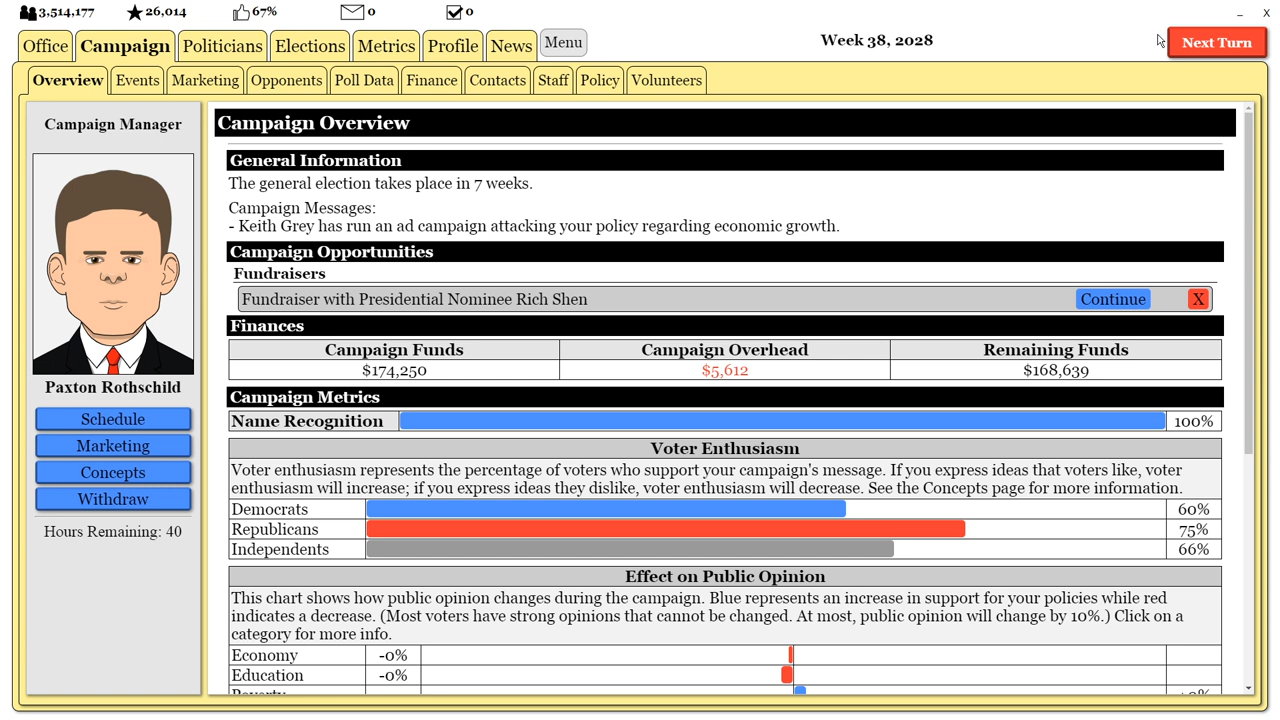 3,514,177 26,014 67% 0 0 _ X
Office Campaign Politicians Elections Metrics Profile News Menu Week 38, 2028 Next Turn
Overview Events Marketing Opponents Poll Data Finance Contacts Staff Policy Volunteers
Campaign Manager
Paxton Rothschild
Schedule
Marketing
Concepts
Withdraw
Hours Remaining: 40
Campaign Overview
General Information
The general election takes place in 7 weeks.
Campaign Messages:
- Keith Grey has run an ad campaign attacking your policy regarding economic growth.
Campaign Opportunities
Fundraisers
Fundraiser with Presidential Nominee Rich Shen Continue X
Finances
Campaign Funds Campaign Overhead Remaining Funds
$174,250 $5,612 $168,639
Campaign Metrics
Name Recognition 100%
Voter Enthusiasm
Voter enthusiasm represents the percentage of voters who support your campaign's message. If you express ideas that voters like, voter
enthusiasm will increase; if you express ideas they dislike, voter enthusiasm will decrease. See the Concepts page for more information.
Democrats 60%
Republicans 75%
Independents 66%
Effect on Public Opinion
This chart shows how public opinion changes during the campaign. Blue represents an increase in support for your policies while red
indicates a decrease. (Most voters have strong opinions that cannot be changed. At most, public opinion will change by 10%.) Click on a
category for more info.
Economy -0%
Education -0%